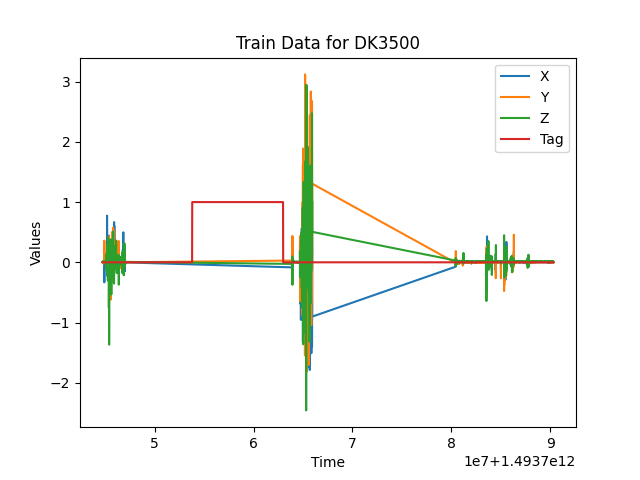 Train Data for DK3500
X
Y
Z
Tag
3
2
1
0
−1
−2
Values
5
6
7
8
9
Time
1e7+1.4937e12